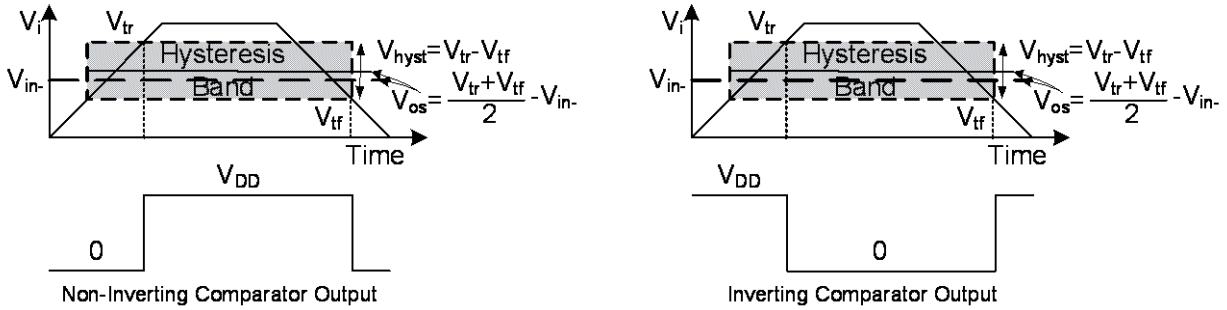 Vi
Vtr
Hysteresis
Vhyst=Vtr-Vtf
Vin-
Band
Vos= Vtr+Vtf / 2 -Vin-
Vtf
Time
VDD
0
Non-Inverting Comparator Output
Vi
Vtr
Hysteresis
Vhyst=Vtr-Vtf
Vin-
Band
Vos= Vtr+Vtf / 2 -Vin-
Vtf
Time
VDD
0
Inverting Comparator Output